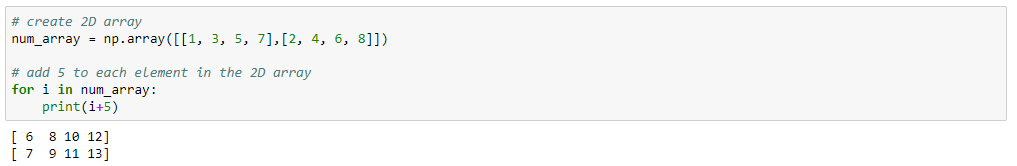 # create 2D array
num_array = np.array([[1, 3, 5, 7],[2, 4, 6, 8]])
# add 5 to each element in the 2D array
for i in num_array:
    print(i+5)
[ 6  8 10 12]
[ 7  9 11 13]